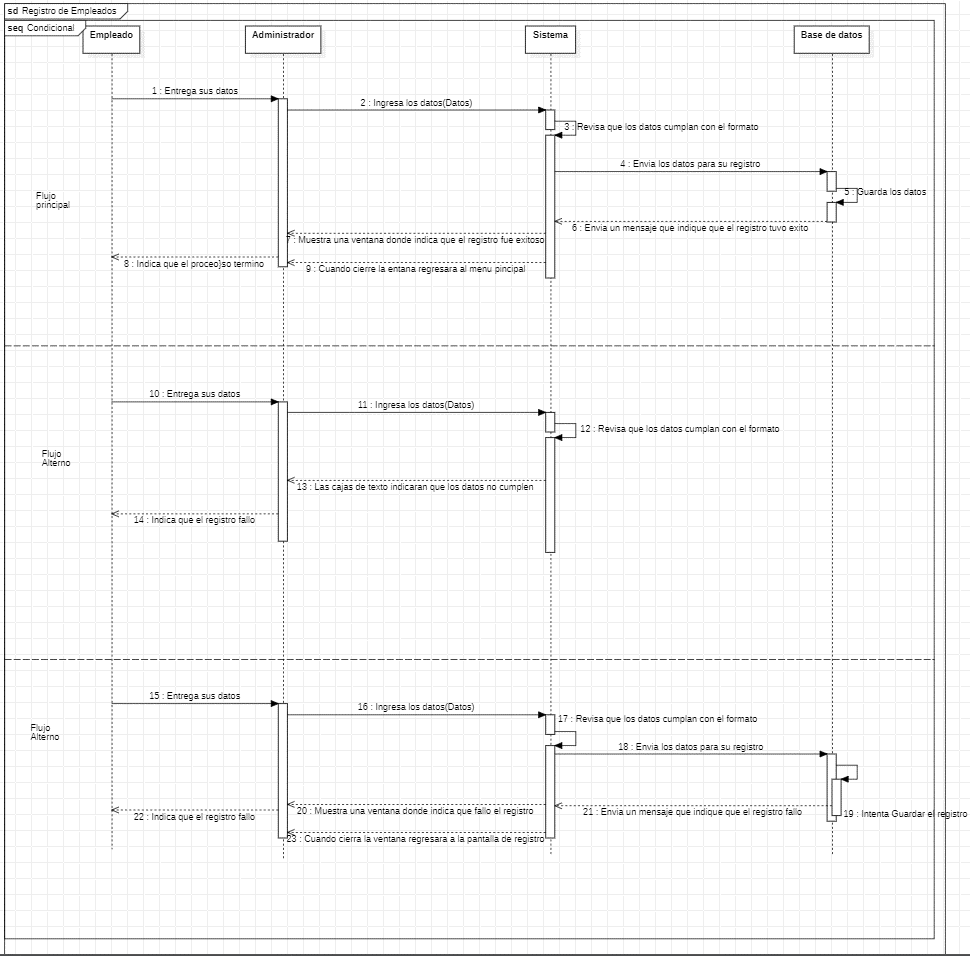 sd Registro de Empleados
seq Condicional
Empleado
Administrador
Sistema
Base de datos
1 : Entrega sus datos
2 : Ingresa los datos(Datos)
3 : Revisa que los datos cumplan con el formato
4 : Envia los datos para su registro
5 : Guarda los datos
Flujo
principal
6 : Envia un mensaje que indique que el registro tuvo exito
7 : Muestra una ventana donde indica que el registro fue exitoso
8 : Indica que el proceo}so termino
9 : Cuando cierre la entana regresara al menu pincipal
10 : Entrega sus datos
11 : Ingresa los datos(Datos)
12 : Revisa que los datos cumplan con el formato
Flujo
Alterno
13 : Las cajas de texto indicaran que los datos no cumplen
14 : Indica que el registro fallo
15 : Entrega sus datos
16 : Ingresa los datos(Datos)
17 : Revisa que los datos cumplan con el formato
Flujo
Alterno
18 : Envia los datos para su registro
20 : Muestra una ventana donde indica que fallo el registro
21 : Envia un mensaje que indique que el registro fallo
19 : Intenta Guardar el registro
22 : Indica que el registro fallo
23 : Cuando cierra la ventana regresara a la pantalla de registro